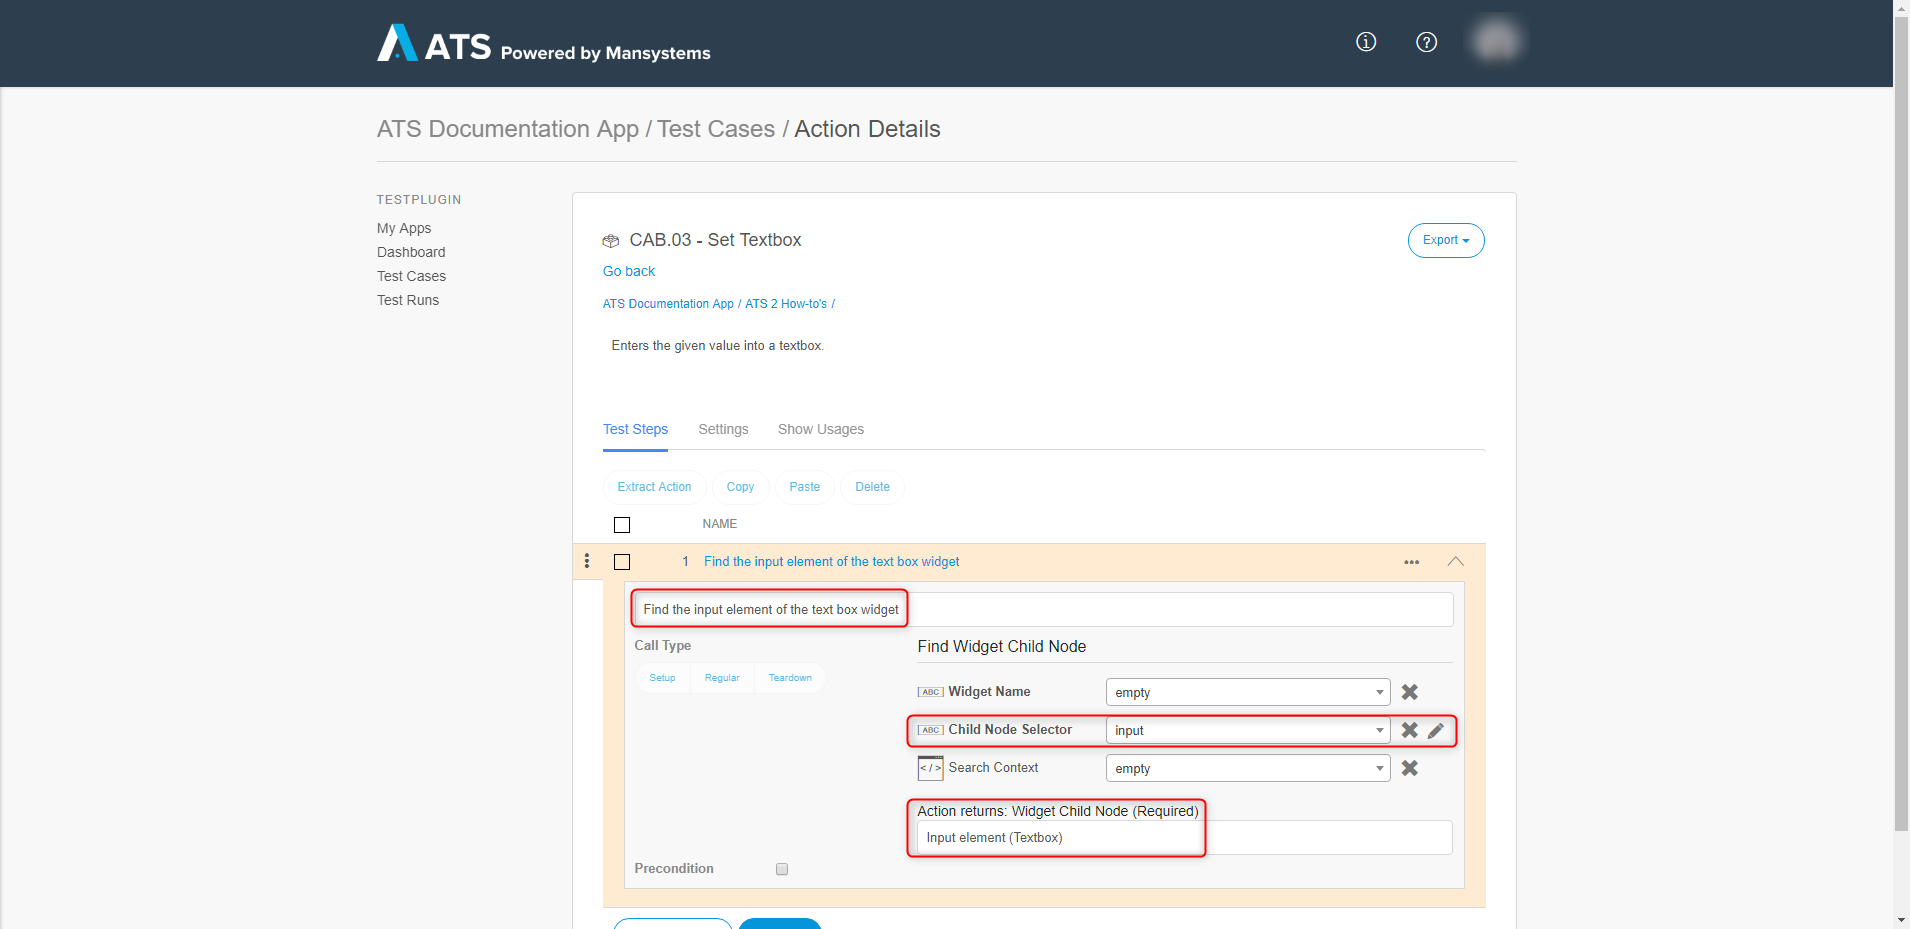 ATS Powered by Mansystems
ATS Documentation App / Test Cases / Action Details
TESTPLUGIN
My Apps
Dashboard
Test Cases
Test Runs
CAB.03 - Set Textbox
Export
Go back
ATS Documentation App / ATS 2 How-to's /
Enters the given value into a textbox.
Test Steps Settings Show Usages
Extract Action Copy Paste Delete
NAME
1 Find the input element of the text box widget
Find the input element of the text box widget
Call Type
Setup Regular Teardown
Find Widget Child Node
ABC Widget Name empty
ABC Child Node Selector input
</> Search Context empty
Action returns: Widget Child Node (Required)
Input element (Textbox)
Precondition